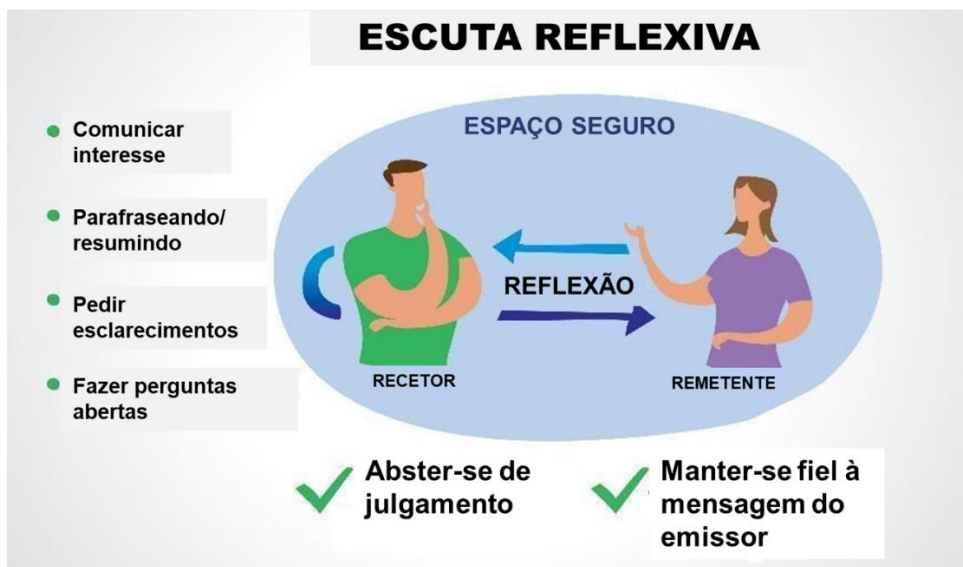 ESCUTA REFLEXIVA
Comunicar
interesse
Parafraseando/
resumindo
Pedir
esclarecimentos
Fazer perguntas
abertas
ESPAÇO SEGURO
REFLEXÃO
RECETOR
REMETENTE
Abster-se de
julgamento
Manter-se fiel à
mensagem do
emissor